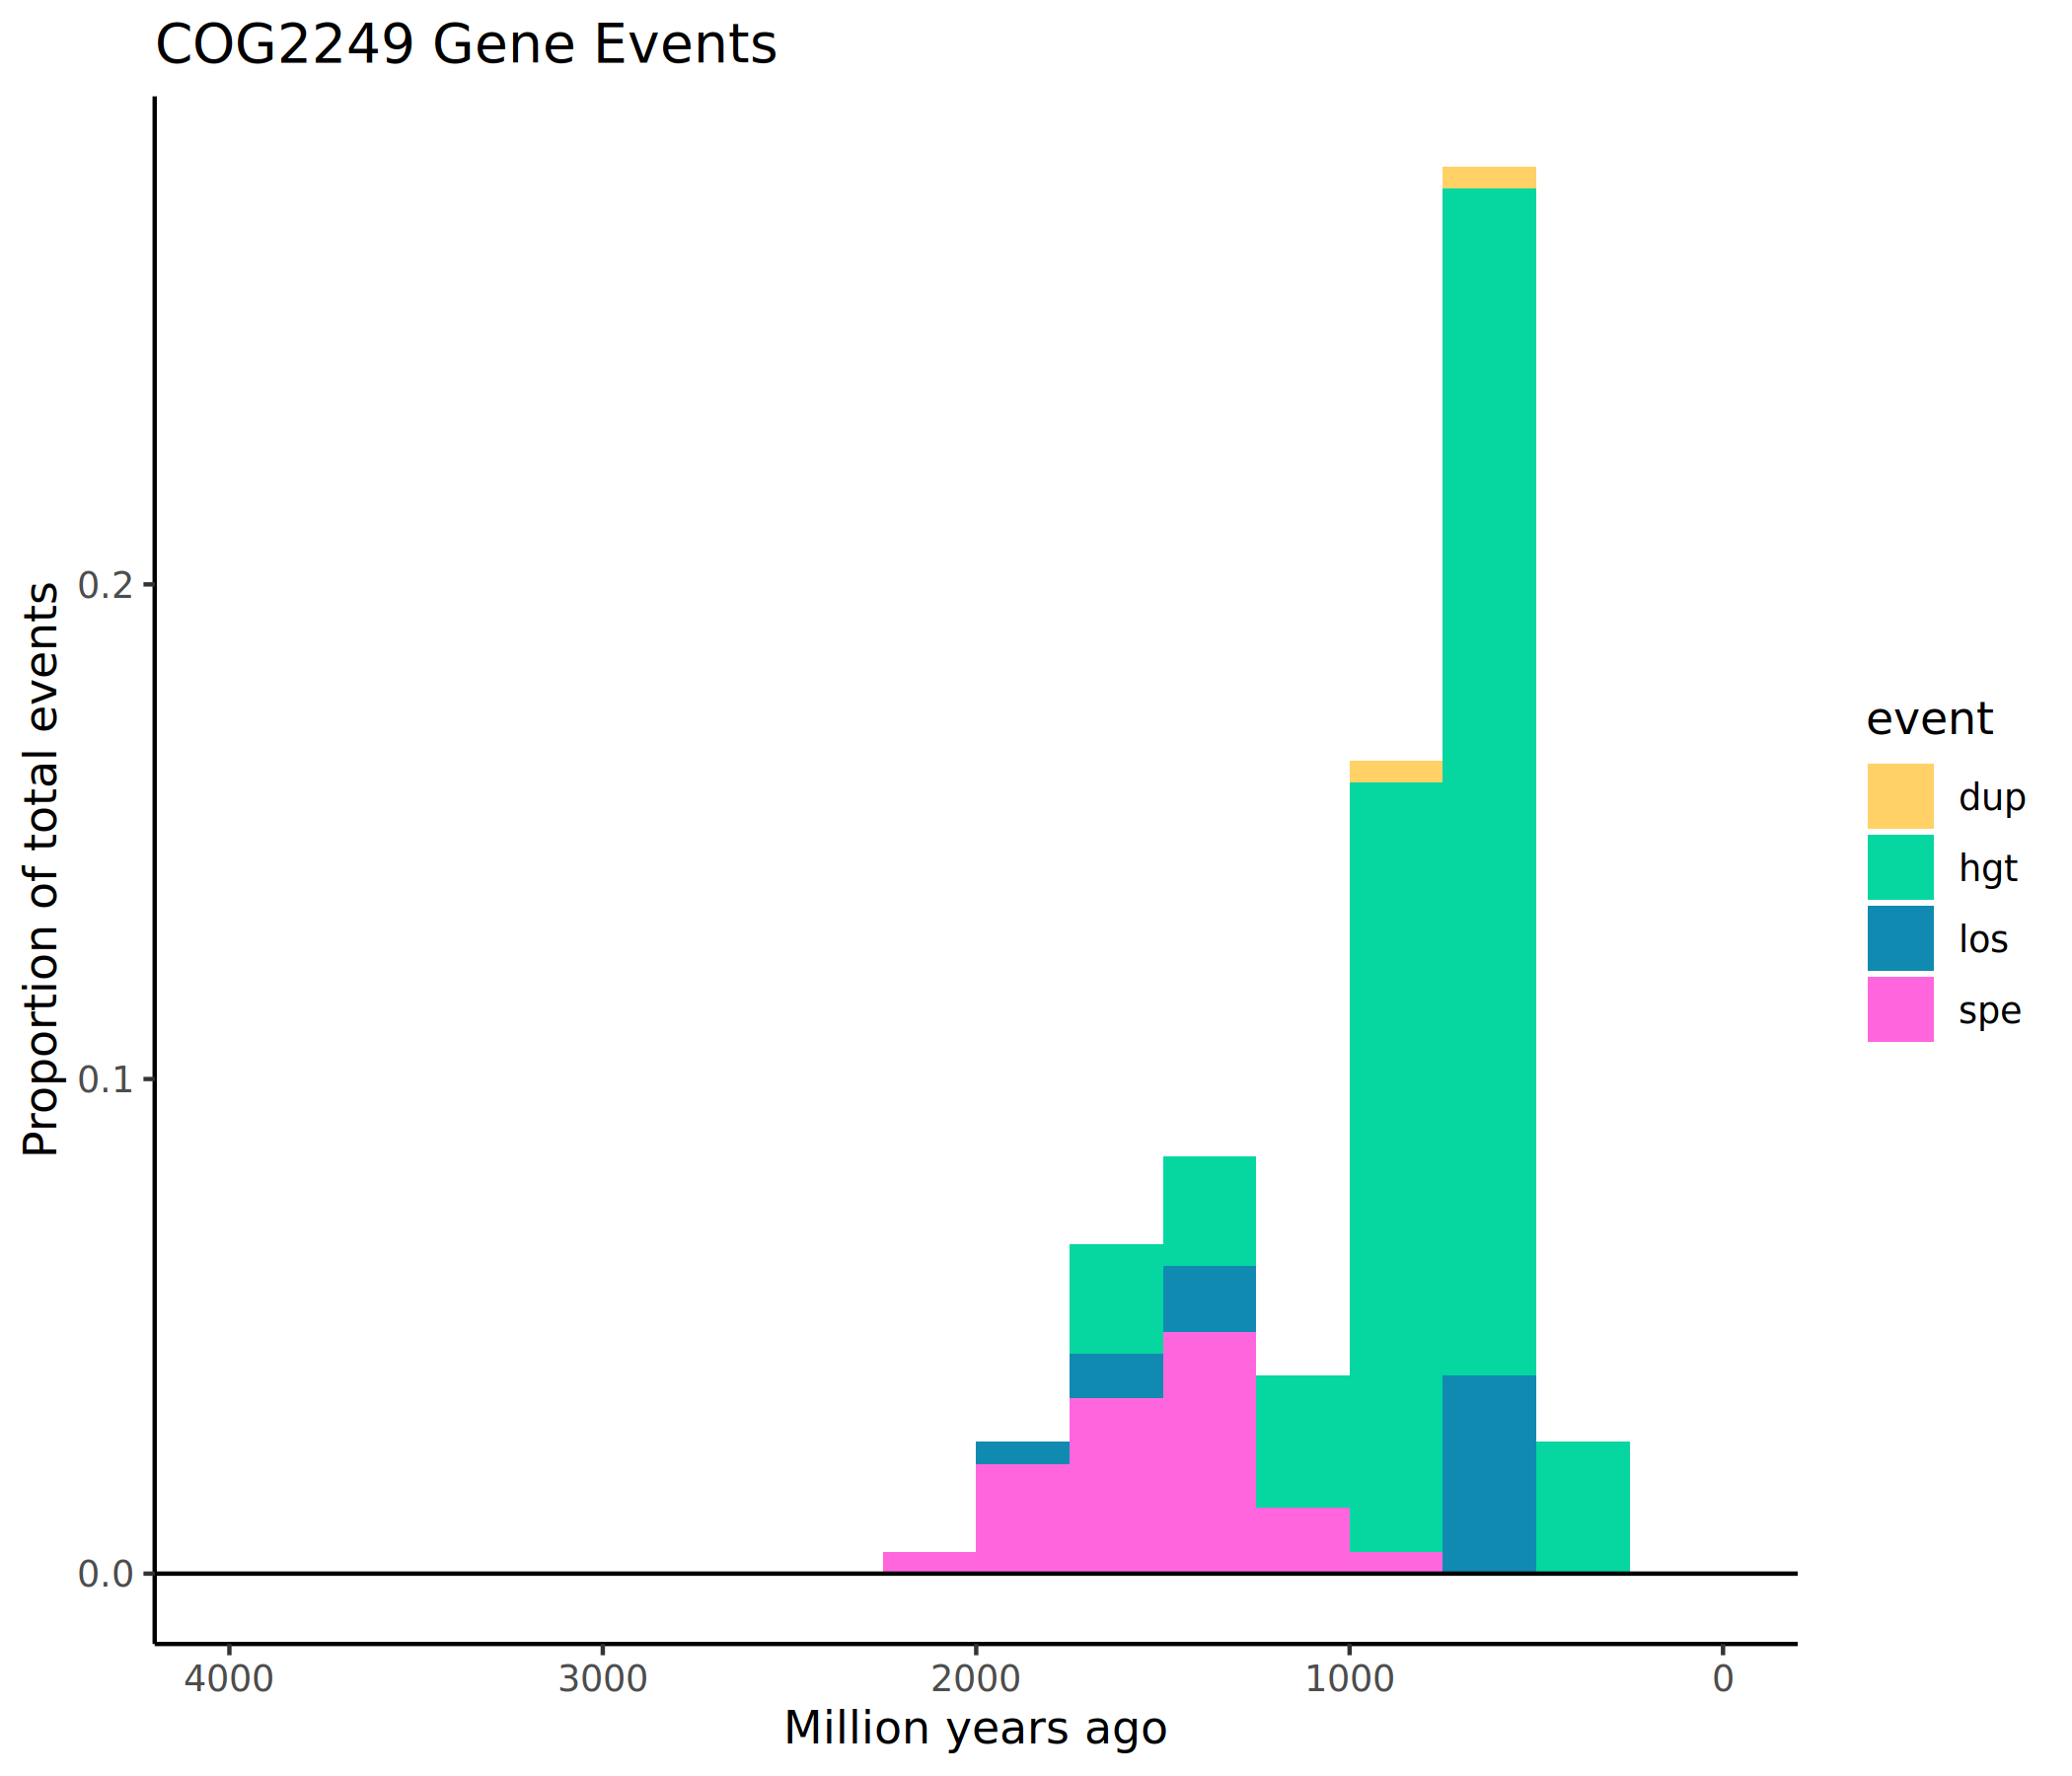 COG2249 Gene Events
Proportion of total events
0.2
0.1
0.0
4000 3000 2000 1000 0
Million years ago
event
dup
hgt
los
spe